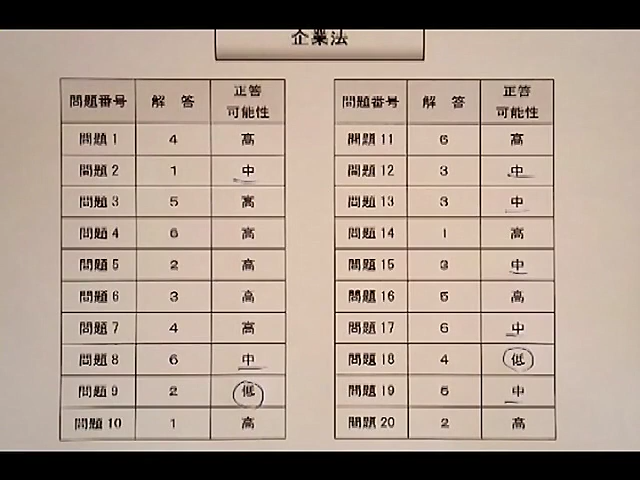 企業法
問題番号 解 答 正答可能性
問題1 4 高
問題2 1 中
問題3 5 高
問題4 6 高
問題5 2 高
問題6 3 高
問題7 4 高
問題8 6 中
問題9 2 低
問題10 1 高
問題番号 解 答 正答可能性
問題11 6 高
問題12 3 中
問題13 3 中
問題14 1 高
問題15 3 中
問題16 5 高
問題17 6 中
問題18 4 低
問題19 5 中
問題20 2 高